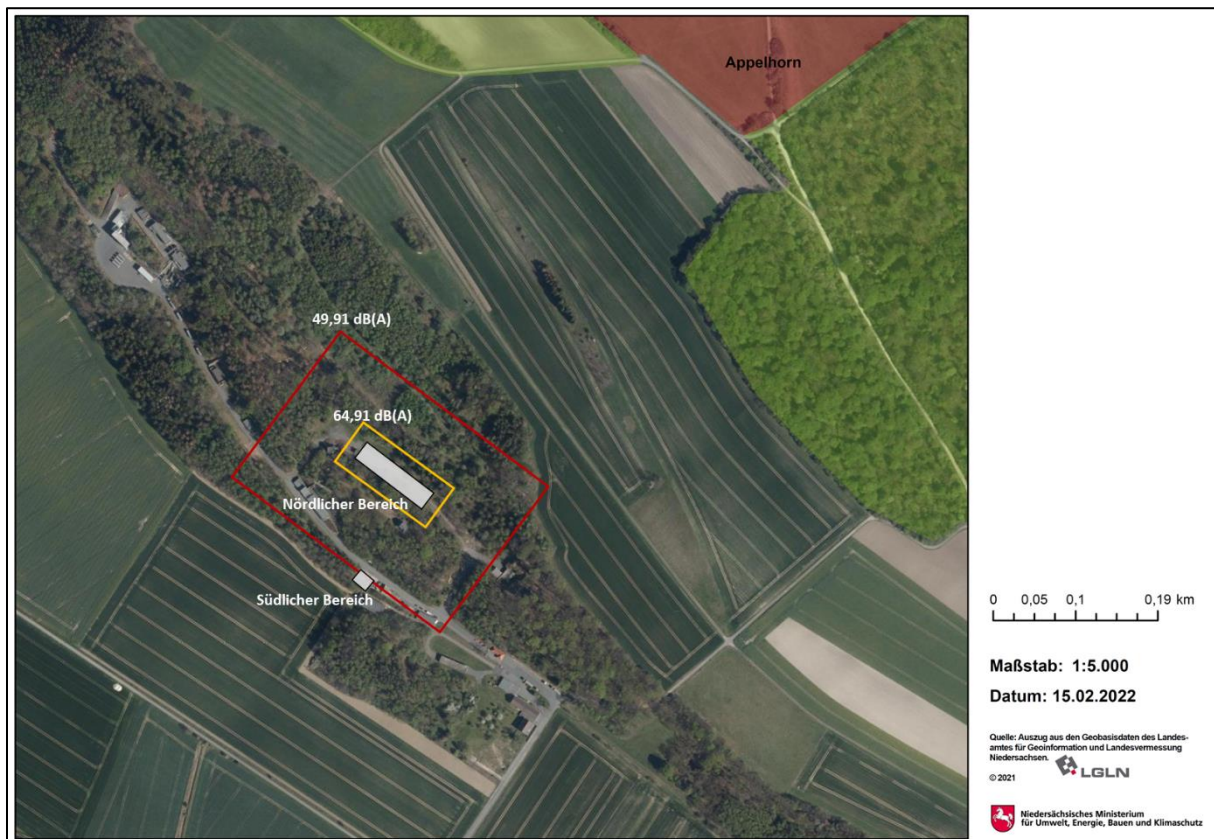 Appelhorn
49,91 dB(A)
64,91 dB(A)
Nördlicher Bereich
Südlicher Bereich
0 0,05 0,1 0,19 km
Maßstab: 1:5.000
Datum: 15.02.2022
Quelle: Auszug aus den Geobasisdaten des Landes-
amtes für Geoinformation und Landesvermessung
Niedersachsen.
© 2021
LGLN
Niedersächsisches Ministerium
für Umwelt, Energie, Bauen und Klimaschutz